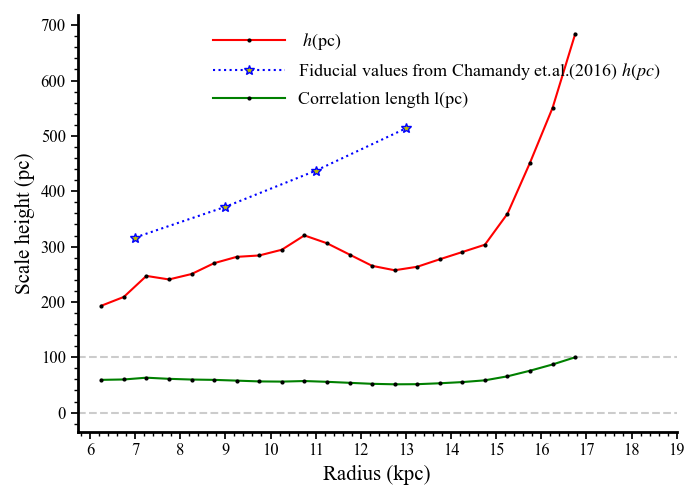 700
h(pc)
Fiducial values from Chamandy et.al.(2016) h(pc)
Correlation length l(pc)
600
500
400
300
200
100
0
Scale height (pc)
6 7 8 9 10 11 12 13 14 15 16 17 18 19
Radius (kpc)